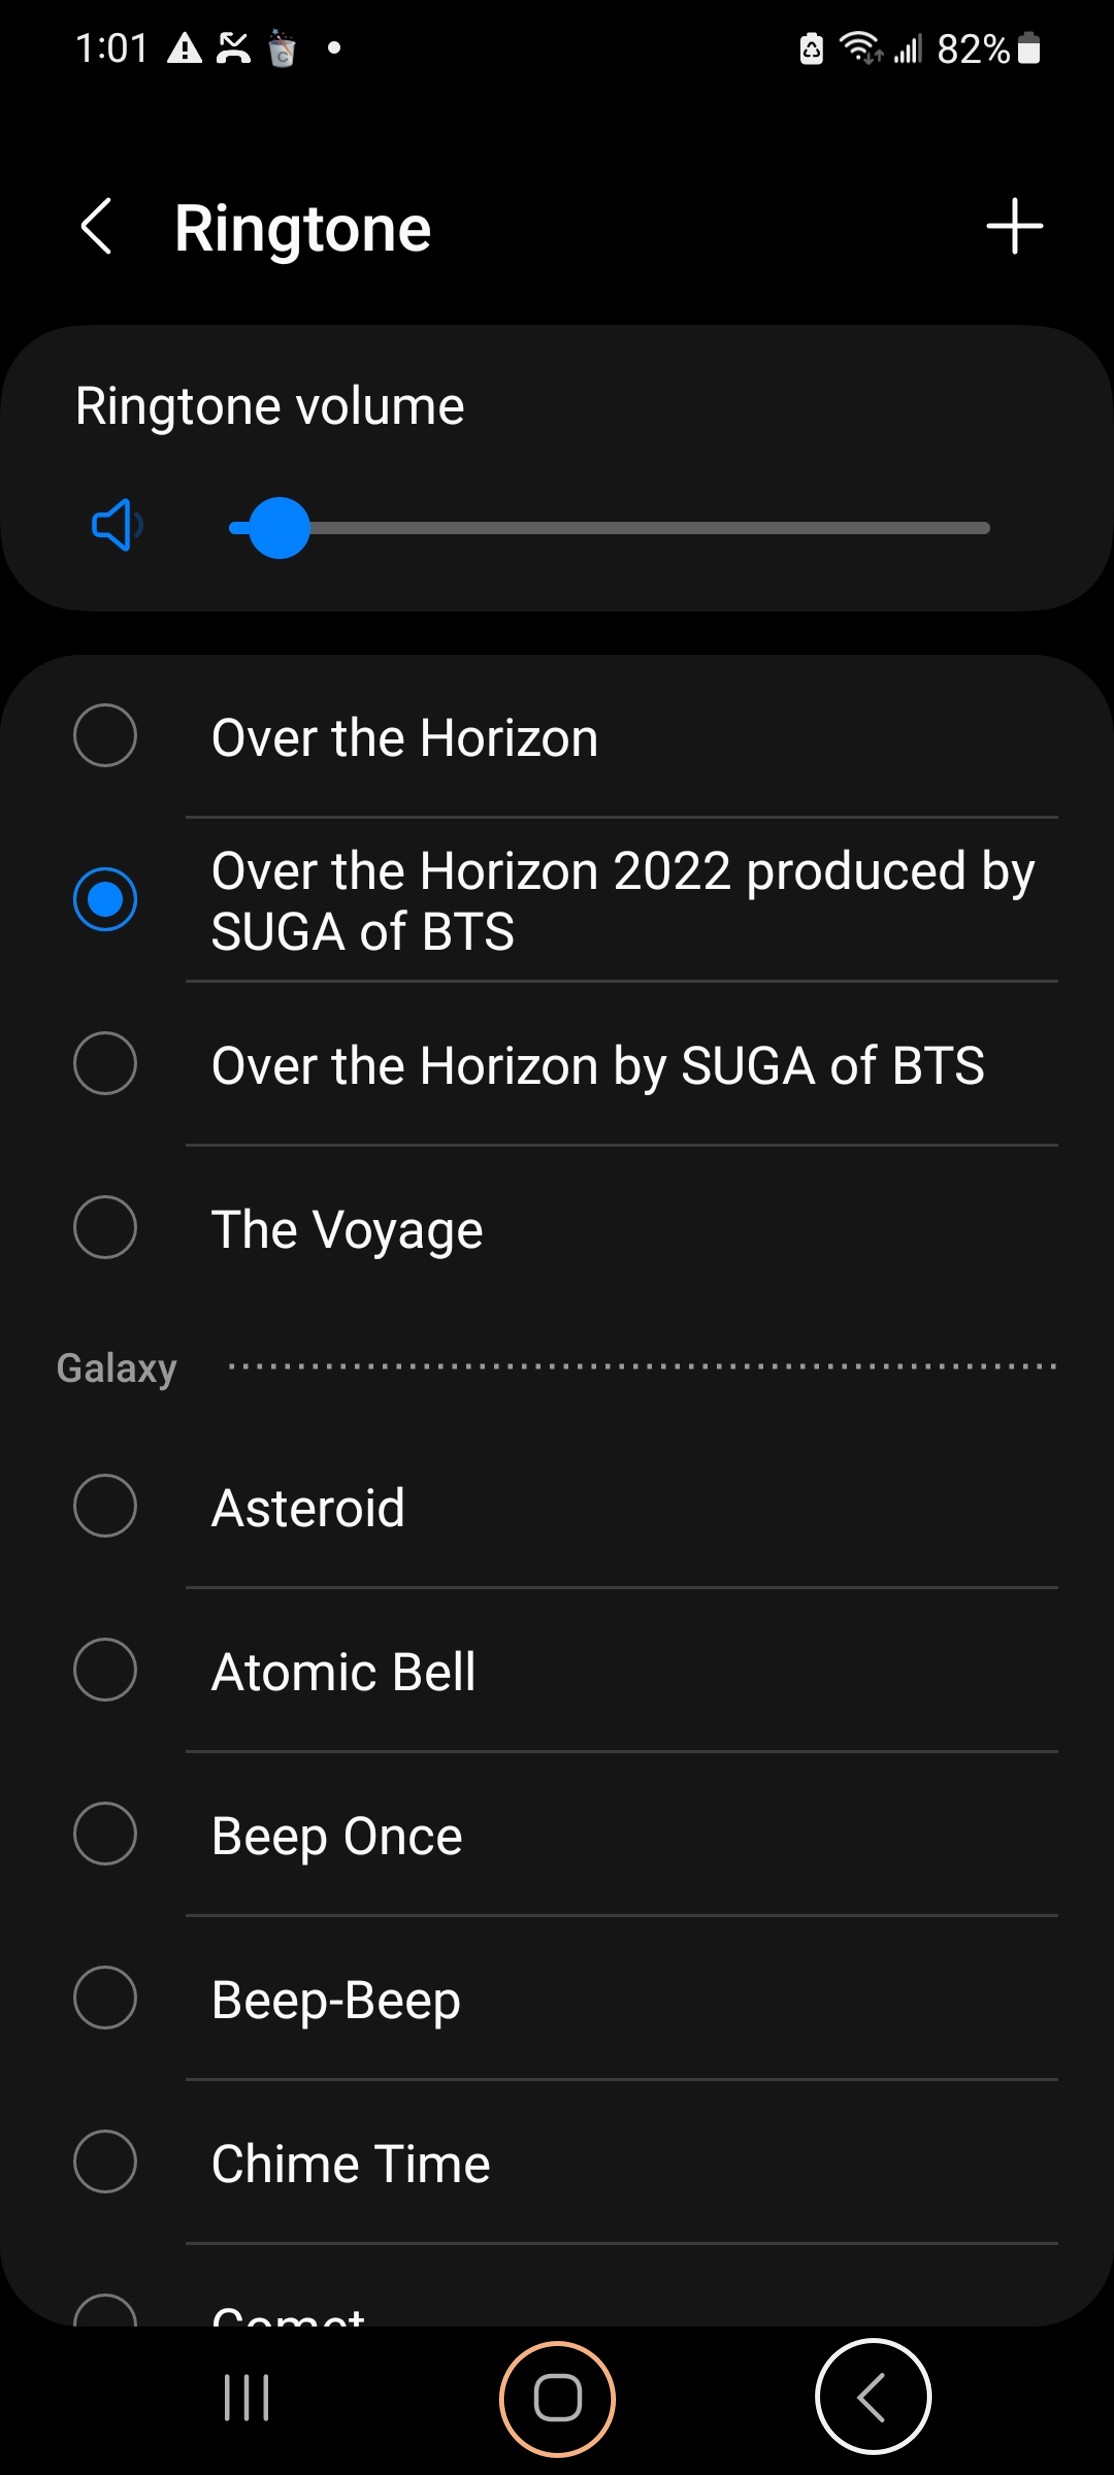 1:01
82%
Ringtone
Ringtone volume
Over the Horizon
Over the Horizon 2022 produced by
SUGA of BTS
Over the Horizon by SUGA of BTS
The Voyage
Galaxy
Asteroid
Atomic Bell
Beep Once
Beep-Beep
Chime Time
Comet